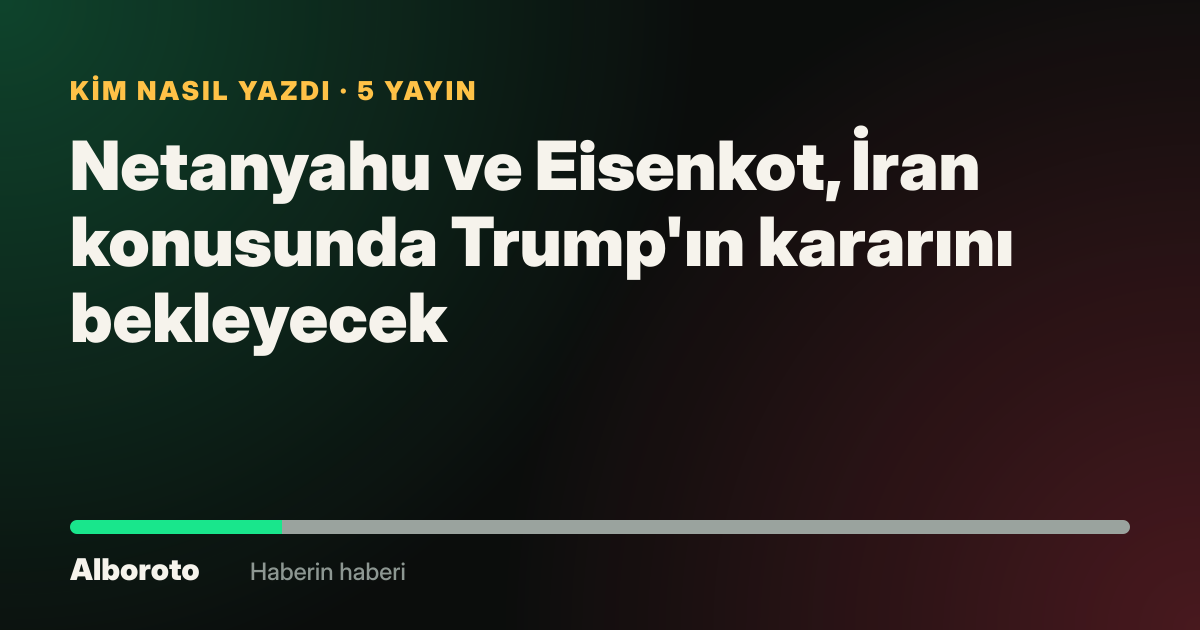 KİM NASIL YAZDI · 5 YAYIN
Netanyahu ve Eisenkot, İran
konusunda Trump'ın kararını
bekleyecek
Alboroto
Haberin haberi